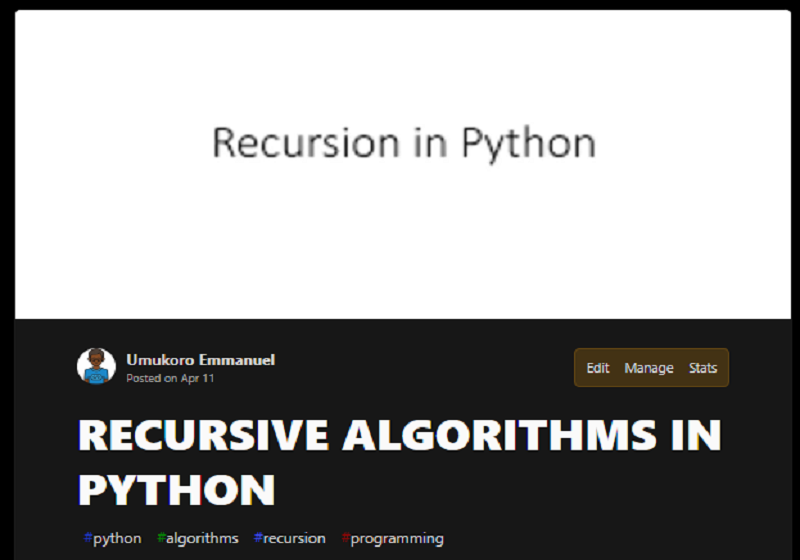 Recursion in Python
Umukoro Emmanuel
Posted on Apr 11
Edit Manage Stats
RECURSIVE ALGORITHMS IN
PYTHON
#python #algorithms #recursion #programming